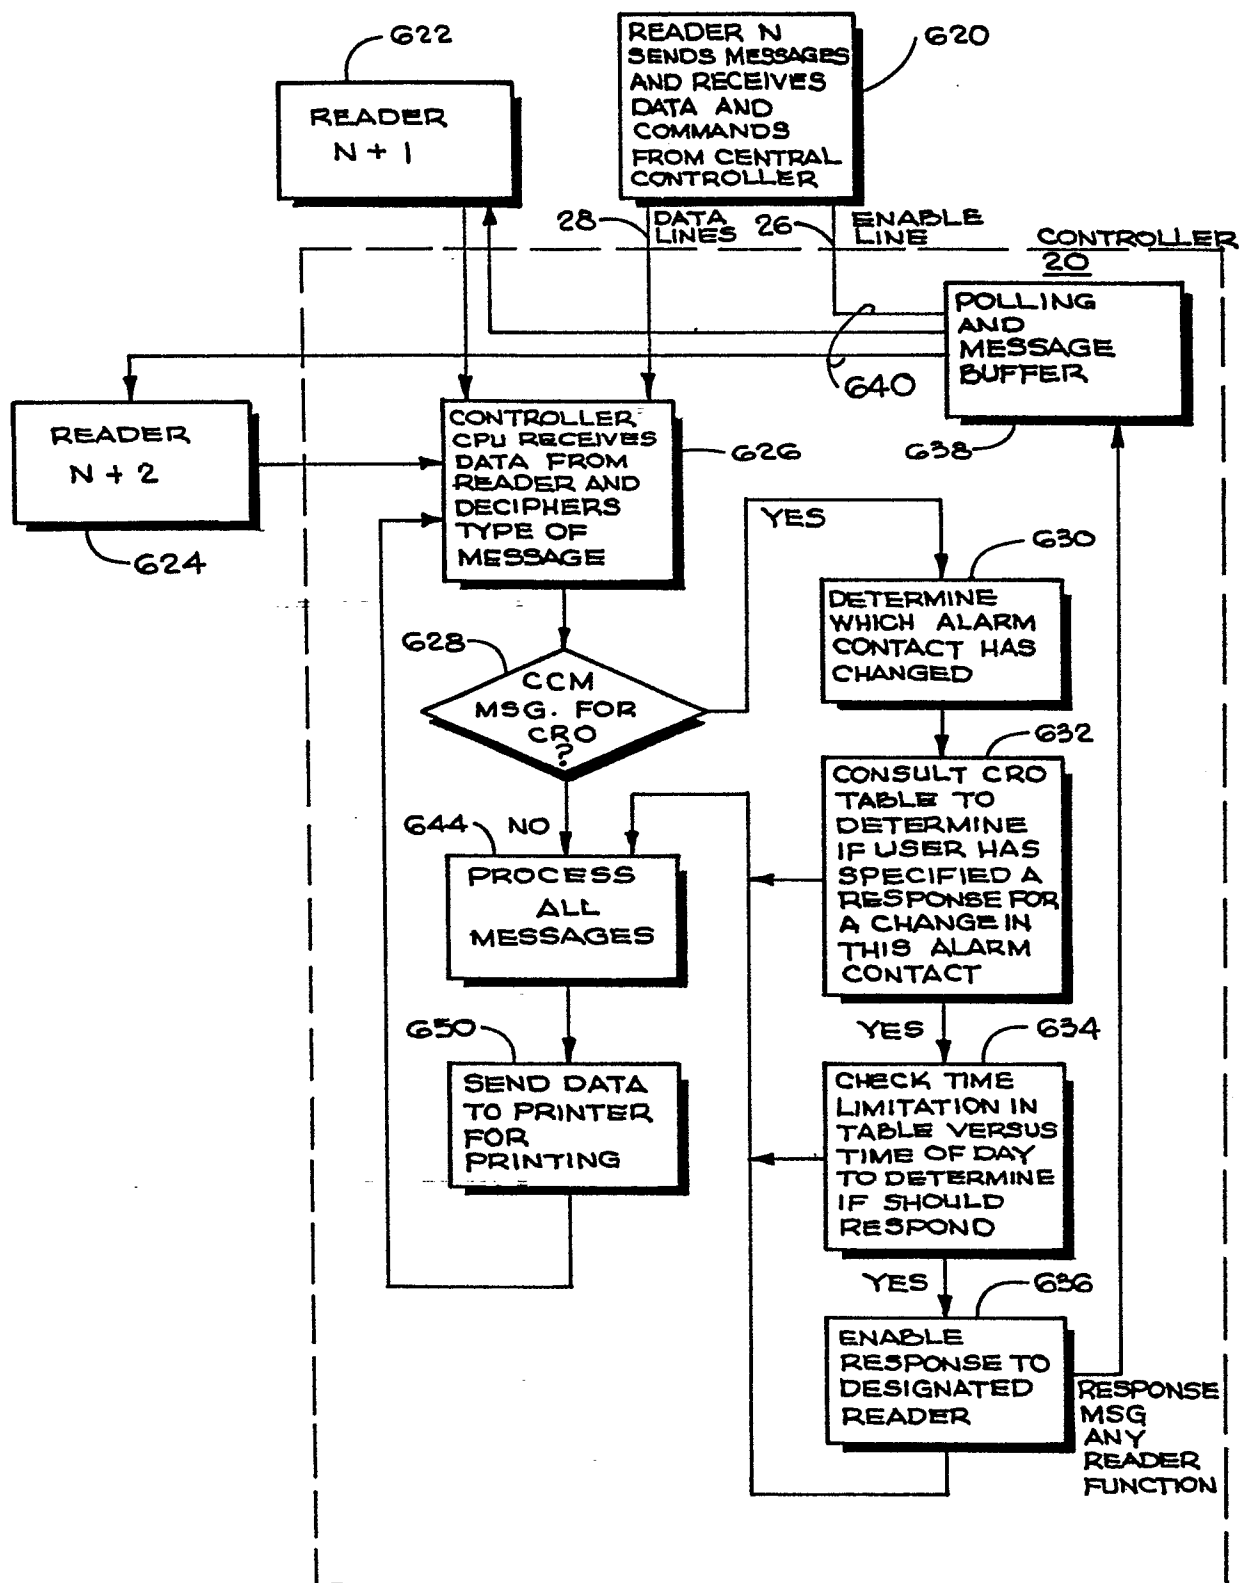 622
READER
N + 1
READER N
SENDS MESSAGES
AND RECEIVES
DATA AND
COMMANDS
FROM CENTRAL
CONTROLLER
620
28
DATA
LINES
26
ENABLE
LINE
CONTROLLER
20
POLLING
AND
MESSAGE
BUFFER
640
638
READER
N + 2
624
CONTROLLER
CPU RECEIVES
DATA FROM
READER AND
DECIPHERS
TYPE OF
MESSAGE
626
YES
630
DETERMINE
WHICH ALARM
CONTACT HAS
CHANGED
628
CCM
MSG. FOR
CRO
?
632
CONSULT CRO
TABLE TO
DETERMINE
IF USER HAS
SPECIFIED A
RESPONSE FOR
A CHANGE IN
THIS ALARM
CONTACT
644
NO
PROCESS
ALL
MESSAGES
YES
634
650
SEND DATA
TO PRINTER
FOR
PRINTING
CHECK TIME
LIMITATION IN
TABLE VERSUS
TIME OF DAY
TO DETERMINE
IF SHOULD
RESPOND
YES
636
ENABLE
RESPONSE TO
DESIGNATED
READER
RESPONSE
MSG
ANY
READER
FUNCTION